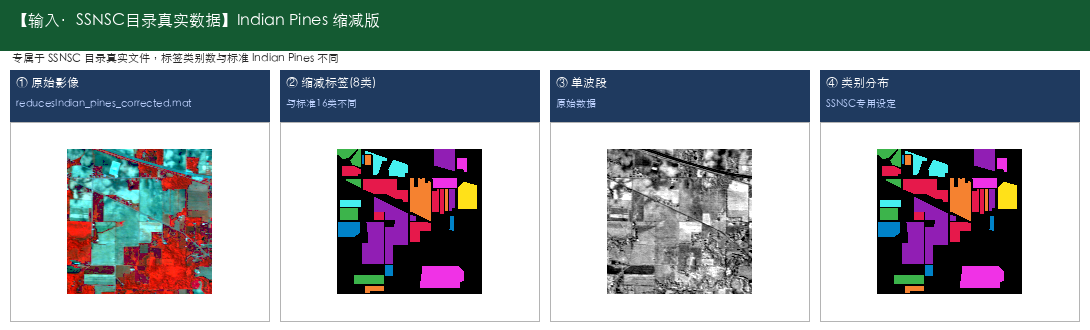 【输入·SSNSC目录真实数据】Indian Pines 缩减版
专属于 SSNSC 目录真实文件，标签类别数与标准 Indian Pines 不同
① 原始影像
reducesIndian_pines_corrected.mat
② 缩减标签(8类)
与标准16类不同
③ 单波段
原始数据
④ 类别分布
SSNSC专用设定